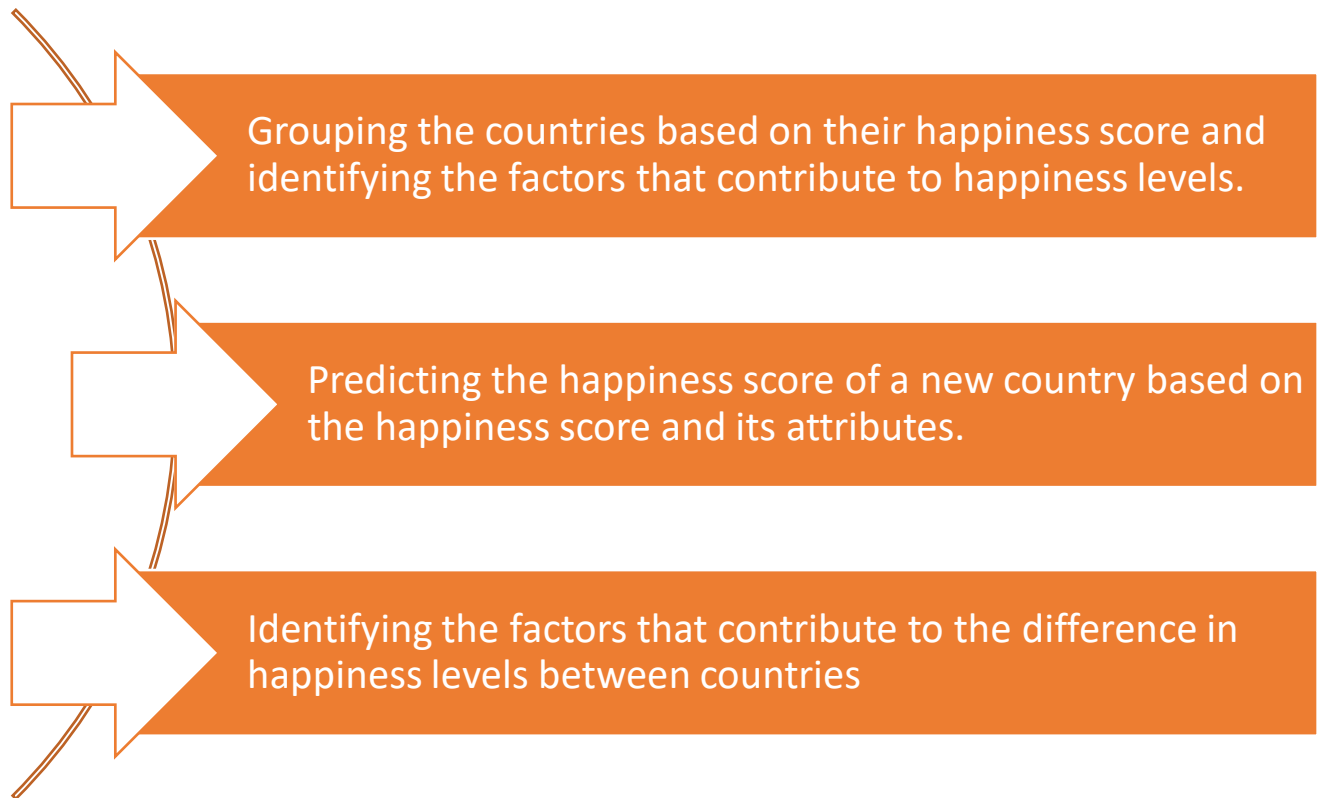 Grouping the countries based on their happiness score and
identifying the factors that contribute to happiness levels.
Predicting the happiness score of a new country based on
the happiness score and its attributes.
Identifying the factors that contribute to the difference in
happiness levels between countries